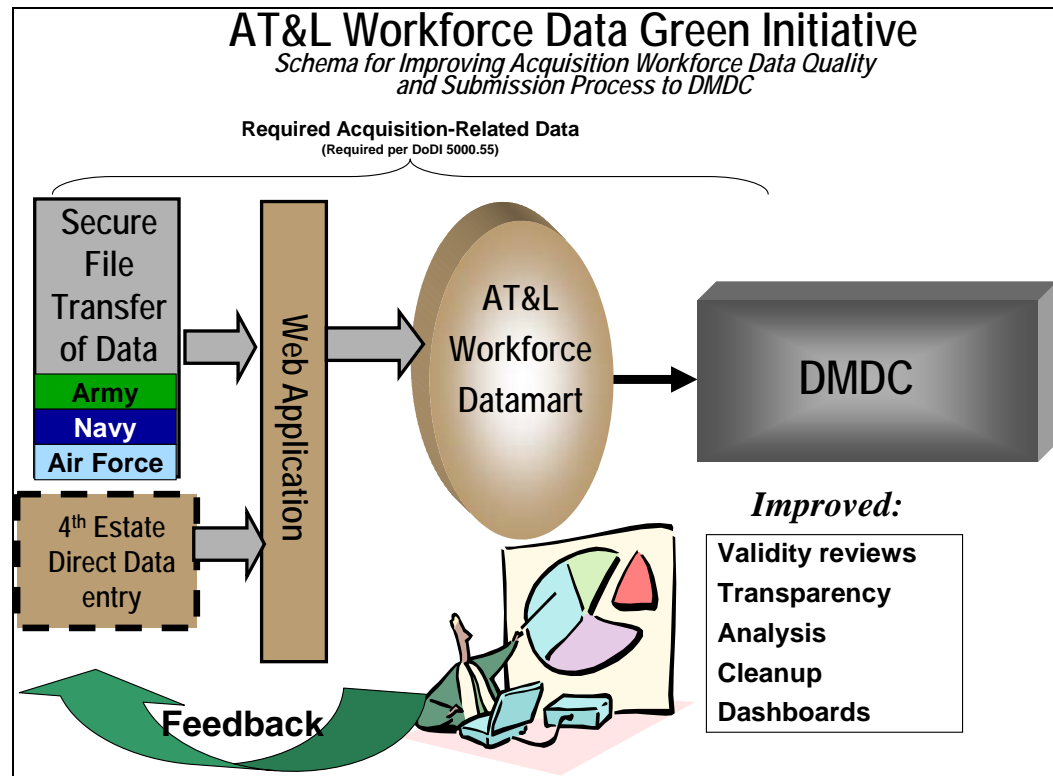 AT&L Workforce Data Green Initiative
Schema for Improving Acquisition Workforce Data Quality
and Submission Process to DMDC
Required Acquisition-Related Data
(Required per DoDI 5000.55)
Secure
File
Transfer
of Data
Army
Navy
Air Force
4th Estate
Direct Data
entry
Web Application
AT&L
Workforce
Datamart
DMDC
Improved:
Validity reviews
Transparency
Analysis
Cleanup
Dashboards
Feedback